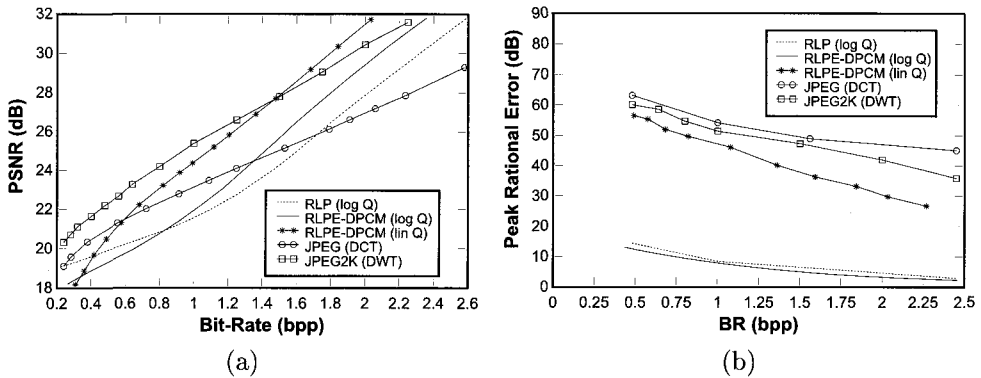 32
30
28
26
24
22
20
18
PSNR (dB)
RLP (log Q)
RLPE-DPCM (log Q)
RLPE-DPCM (lin Q)
JPEG (DCT)
JPEG2K (DWT)
0.2 0.4 0.6 0.8 1 1.2 1.4 1.6 1.8 2 2.2 2.4 2.6
Bit-Rate (bpp)
(a)
90
80
70
60
50
40
30
20
10
0
Peak Rational Error (dB)
RLP (log Q)
RLPE-DPCM (log Q)
RLPE-DPCM (lin Q)
JPEG (DCT)
JPEG2K (DWT)
0 0.25 0.5 0.75 1 1.25 1.5 1.75 2 2.25 2.5
BR (bpp)
(b)